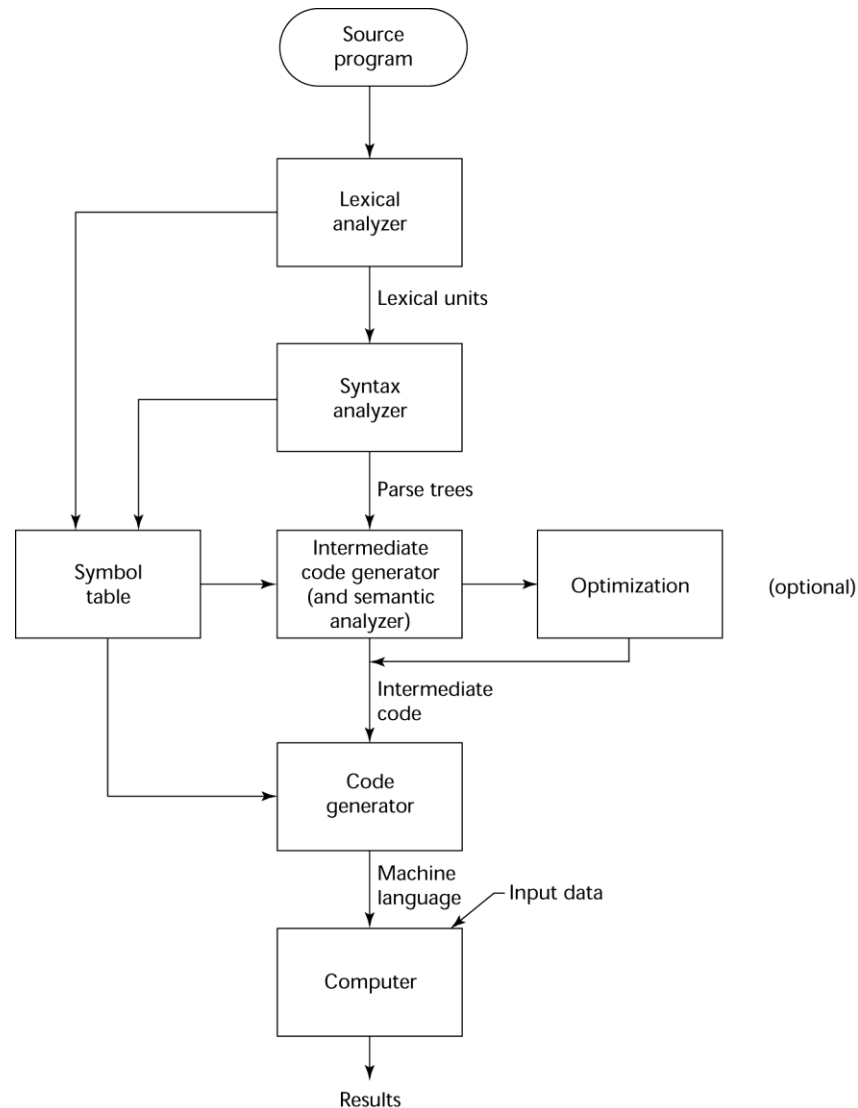 Source
program
Lexical
analyzer
Lexical units
Syntax
analyzer
Parse trees
Symbol
table
Intermediate
code generator
(and semantic
analyzer)
Optimization
(optional)
Intermediate
code
Code
generator
Machine
language
Input data
Computer
Results